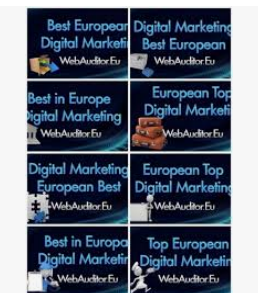 Best European
Digital Marketi
WebAuditor.Eu
Digital Marketing
Best European
WebAuditor.Eu
Best in Europe
Digital Marketing
WebAuditor.Eu
European Top
Digital Marketi
WebAuditor.Eu
Digital Marketing
European Best
WebAuditor.Eu
European Top
Digital Marketing
WebAuditor.Eu
Best in Europa
Digital Marketin
WebAuditor.Eu
Top European
Digital Marketin
WebAuditor.Eu